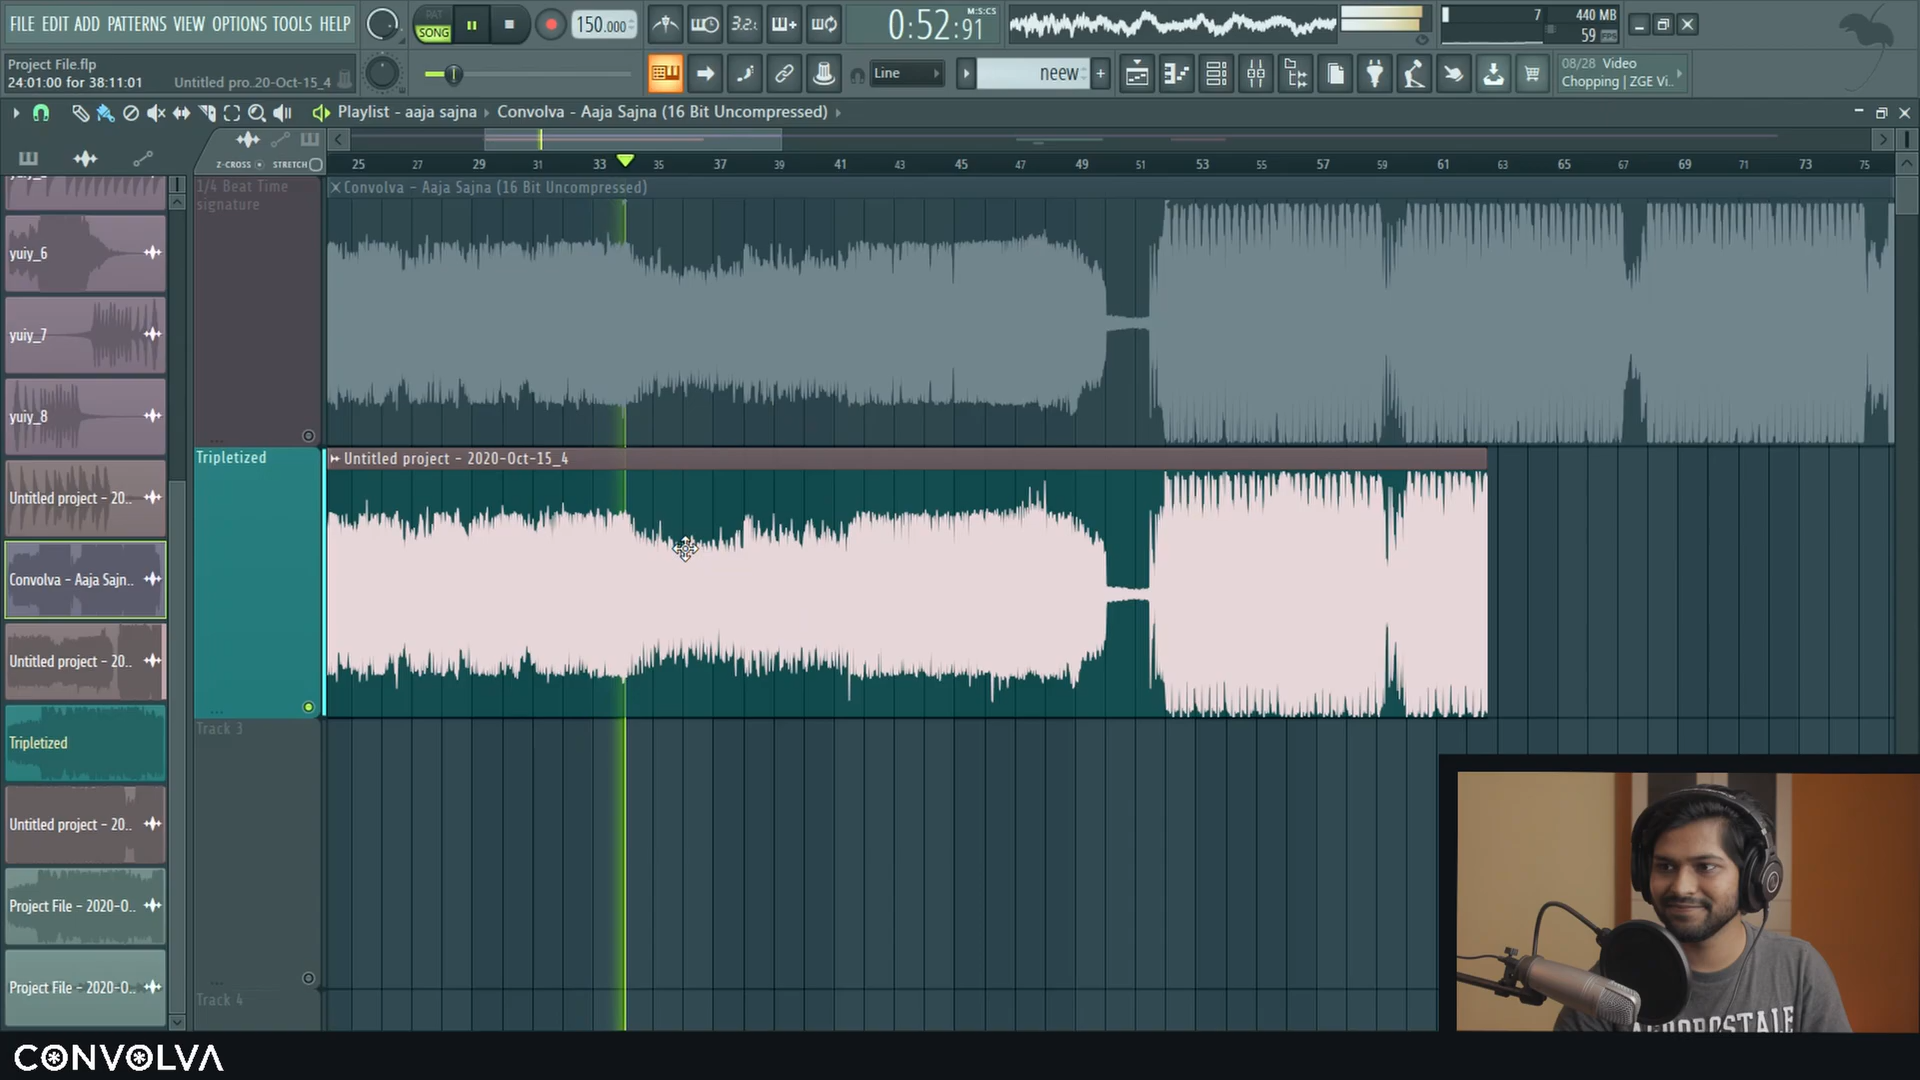 FILE EDIT ADD PATTERNS VIEW OPTIONS TOOLS HELP
PAT
SONG
150.000
3.2.
0:52:91
M:S:CS
7
440 MB
59 FPS
Project File.flp
24:01:00 for 38:11:01
Untitled pro..20-Oct-15_4
Line
neew
08/28 Video
Chopping | ZGE Vi..
Playlist - aaja sajna
Convolva - Aaja Sajna (16 Bit Uncompressed)
Z-CROSS
STRETCH
25 27 29 31 33 35 37 39 41 43 45 47 49 51 53 55 57 59 61 63 65 67 69 71 73 75
1/4 Beat Time
signature
Convolva - Aaja Sajna (16 Bit Uncompressed)
yuiy_6
yuiy_7
yuiy_8
Tripletized
Untitled project - 2020-Oct-15_4
Untitled project - 20..
Convolva - Aaja Sajn..
Untitled project - 20..
Track 3
Tripletized
Untitled project - 20..
Project File - 2020-O..
Project File - 2020-O..
Track 4
CONVOLVA